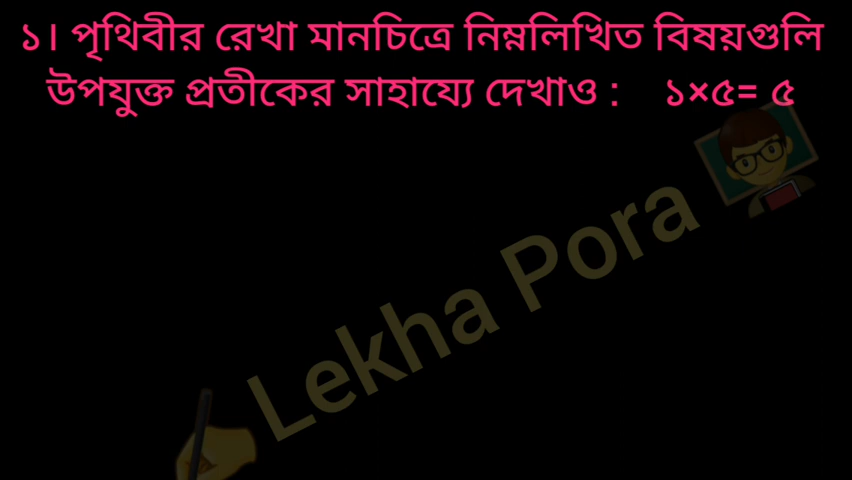 ১। পৃথিবীর রেখা মানচিত্রে নিম্নলিখিত বিষয়গুলি
উপযুক্ত প্রতীকের সাহায্যে দেখাও :    ১×৫= ৫
Lekha Pora